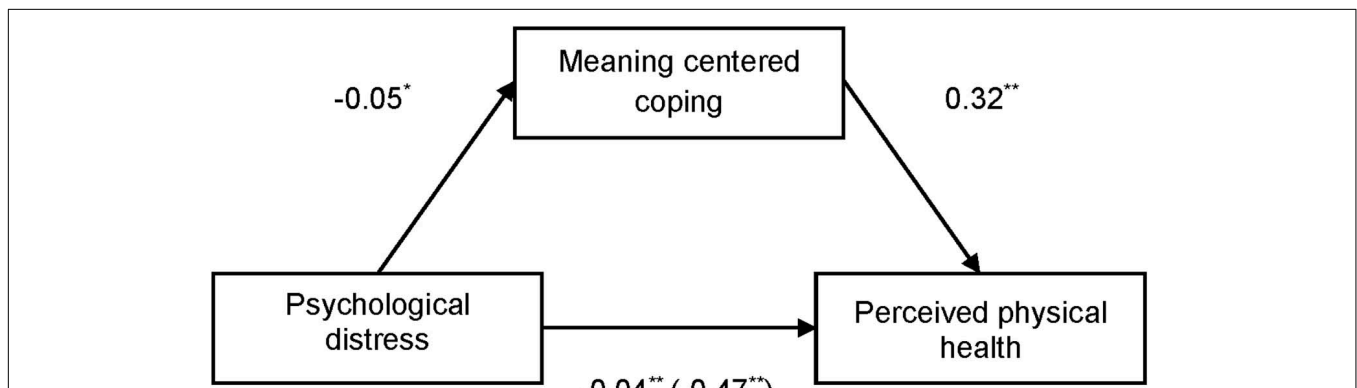 Meaning centered
coping
-0.05*
0.32**
Psychological
distress
Perceived physical
health